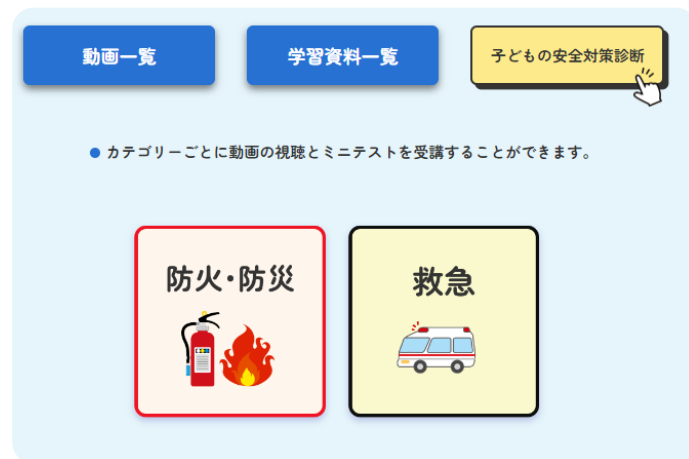 動画一覧
学習資料一覧
子どもの安全対策診断
● カテゴリーごとに動画の視聴とミニテストを受講することができます。
防火・防災
救急